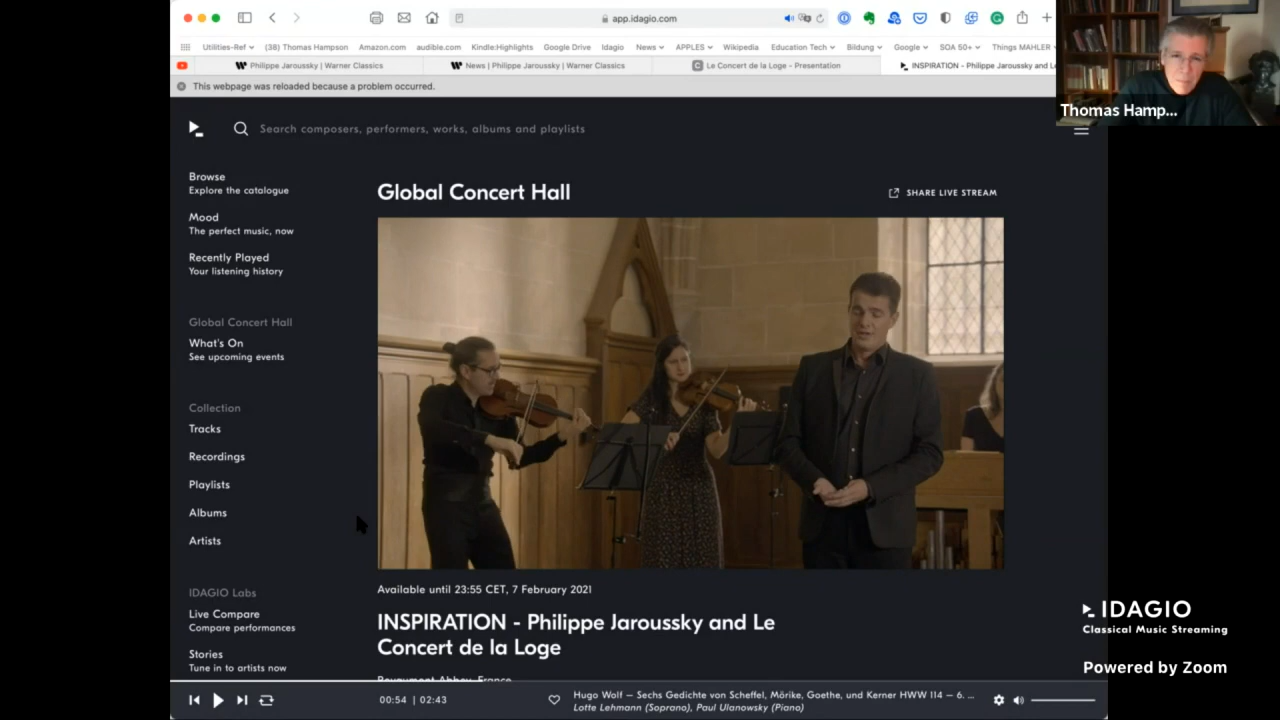 app.idagio.com
Utilities-Ref
(38) Thomas Hampson
Amazon.com
audible.com
Kindle:Highlights
Google Drive
Idagio
News
APPLES
Wikipedia
Education Tech
Bildung
Google
SOA 50+
Things MAHLER
Philippe Jaroussky | Warner Classics
News | Philippe Jaroussky | Warner Classics
Le Concert de la Loge - Presentation
INSPIRATION - Philippe Jaroussky and Le
This webpage was reloaded because a problem occurred.
Thomas Hamp...
Search composers, performers, works, albums and playlists
Browse
Explore the catalogue
Mood
The perfect music, now
Recently Played
Your listening history
Global Concert Hall
What's On
See upcoming events
Collection
Tracks
Recordings
Playlists
Albums
Artists
IDAGIO Labs
Live Compare
Compare performances
Stories
Tune in to artists now
Global Concert Hall
SHARE LIVE STREAM
Available until 23:55 CET, 7 February 2021
INSPIRATION - Philippe Jaroussky and Le
Concert de la Loge
Royaumont Abbey, France
00:54 | 02:43
Hugo Wolf – Sechs Gedichte von Scheffel, Mörike, Goethe, und Kerner HWW 114 – 6. ...
Lotte Lehmann (Soprano), Paul Ulanowsky (Piano)
IDAGIO
Classical Music Streaming
Powered by Zoom